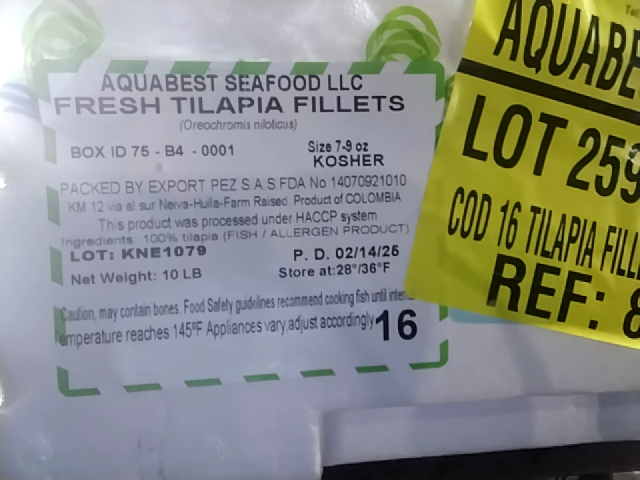 AQUABEST SEAFOOD LLC
FRESH TILAPIA FILLETS
(Oreochromis niloticus)
BOX ID 75 - B4 - 0001
Size 7-9 oz
KOSHER
PACKED BY EXPORT PEZ S.A.S.FDA No 14070921010
KM 12 via al sur Neiva-Huila-Farm Raised. Product of COLOMBIA
This product was processed under HACCP system
Ingredients: 100% tilapia (FISH / ALLERGEN PRODUCT)
LOT: KNE1079
P. D. 02/14/25
Net Weight: 10 LB
Store at:28°/36°F
Caution, may contain bones. Food Safety guidelines recommend cooking fish until
emperature reaches 145°F Appliances vary,adjust accordingly
16
AQUABE
LOT 259
COD 16 TILAPIA FILL
REF: 8